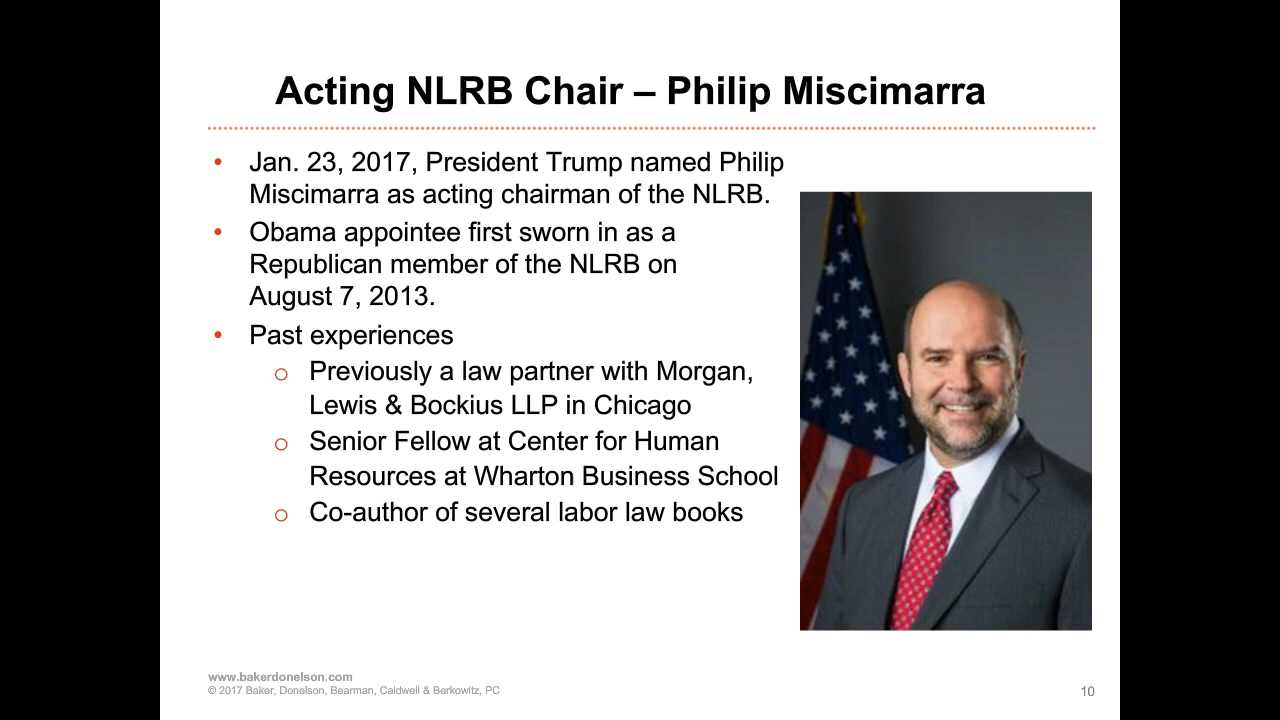 Acting NLRB Chair – Philip Miscimarra
• Jan. 23, 2017, President Trump named Philip
Miscimarra as acting chairman of the NLRB.
• Obama appointee first sworn in as a
Republican member of the NLRB on
August 7, 2013.
• Past experiences
o Previously a law partner with Morgan,
Lewis & Bockius LLP in Chicago
o Senior Fellow at Center for Human
Resources at Wharton Business School
o Co-author of several labor law books
www.bakerdonelson.com
© 2017 Baker, Donelson, Bearman, Caldwell & Berkowitz, PC
10